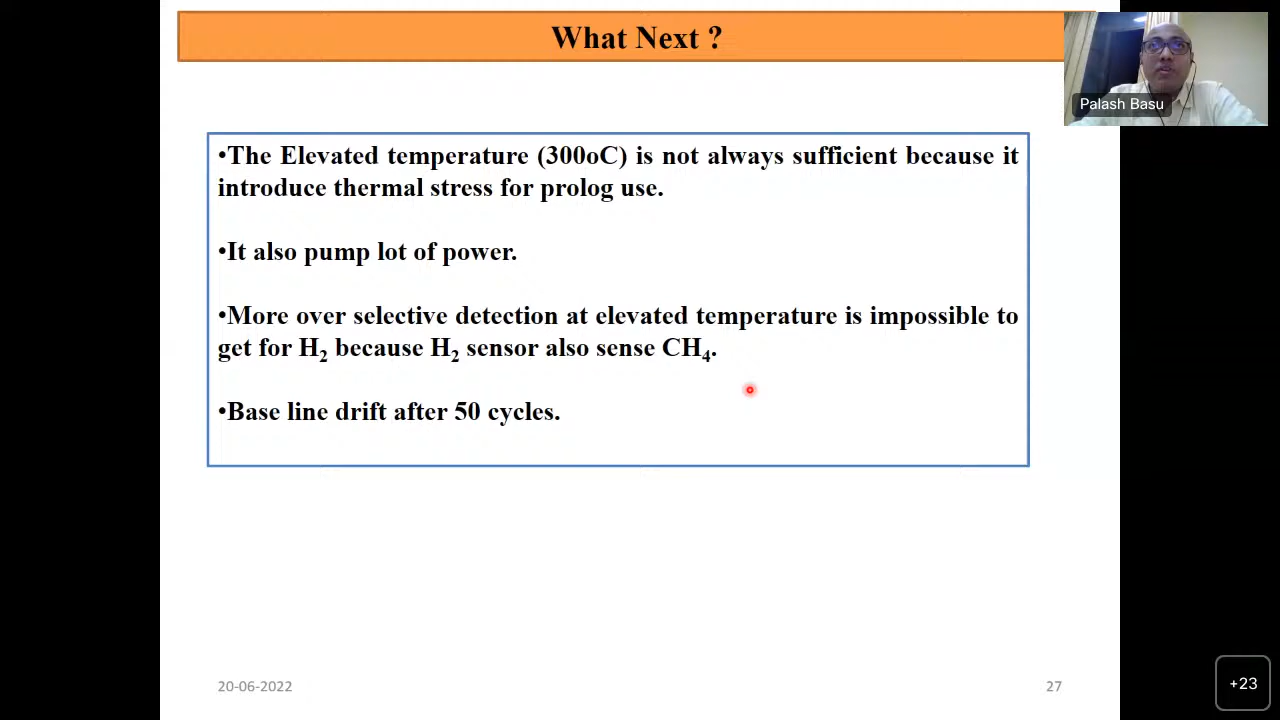 What Next ?
Palash Basu
•The Elevated temperature (300oC) is not always sufficient because it
introduce thermal stress for prolog use.
•It also pump lot of power.
•More over selective detection at elevated temperature is impossible to
get for H₂ because H₂ sensor also sense CH₄.
•Base line drift after 50 cycles.
20-06-2022
27
+23